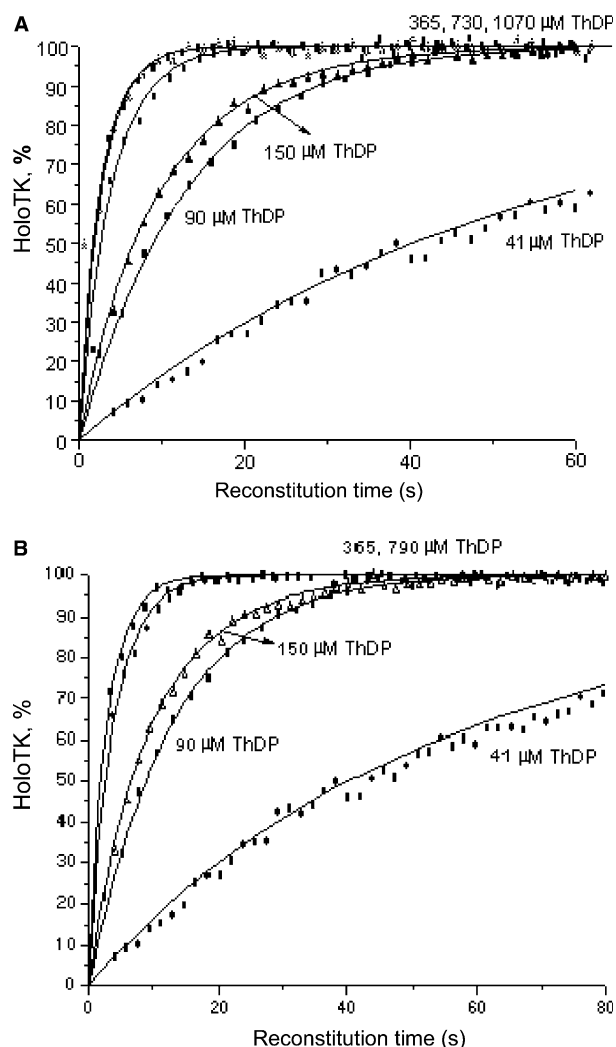 A
365, 730, 1070 µM ThDP
100
90
80
70
60
50
40
30
20
10
0
HoloTK, %
150 µM ThDP
90 µM ThDP
41 µM ThDP
0
20
40
60
Reconstitution time (s)
B
365, 790 µM ThDP
100
90
80
70
60
50
40
30
20
10
0
HoloTK, %
150 µM ThDP
90 µM ThDP
41 µM ThDP
0
20
40
60
80
Reconstitution time (s)